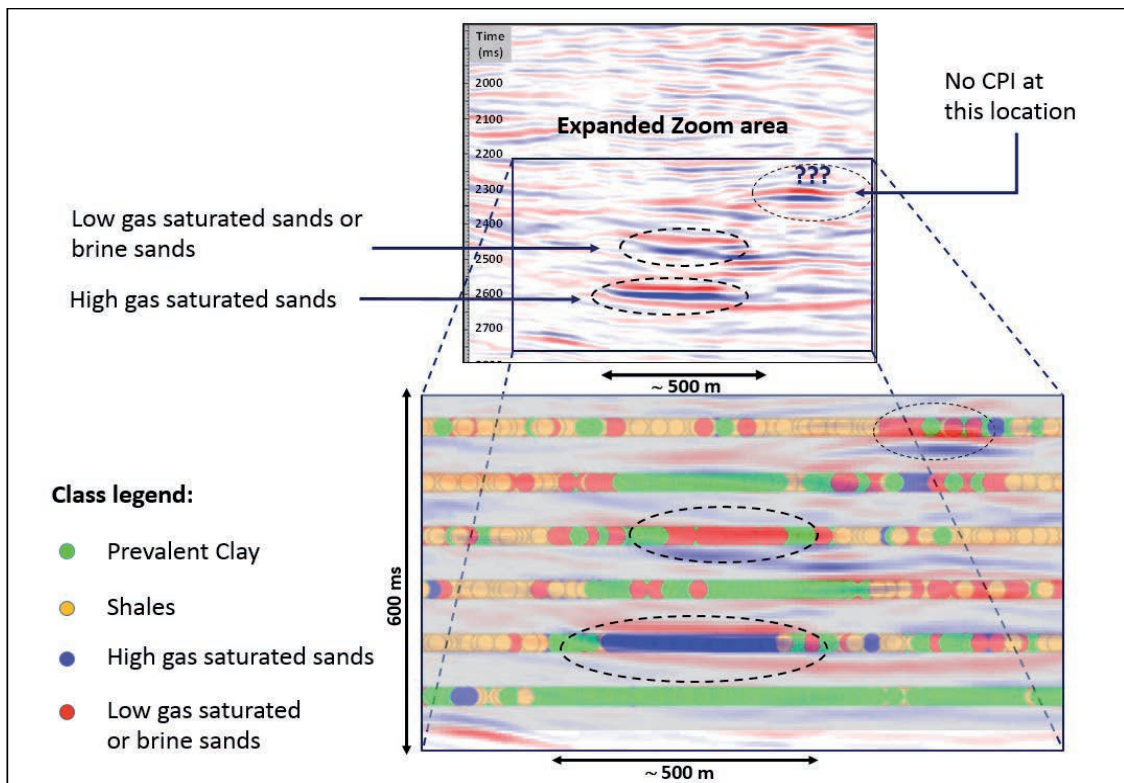 Time
(ms)
2000
2100
2200
2300
2400
2500
2600
2700
Expanded Zoom area
???
No CPI at
this location
Low gas saturated sands or
brine sands
High gas saturated sands
~ 500 m
600 ms
Class legend:
Prevalent Clay
Shales
High gas saturated sands
Low gas saturated
or brine sands
~ 500 m